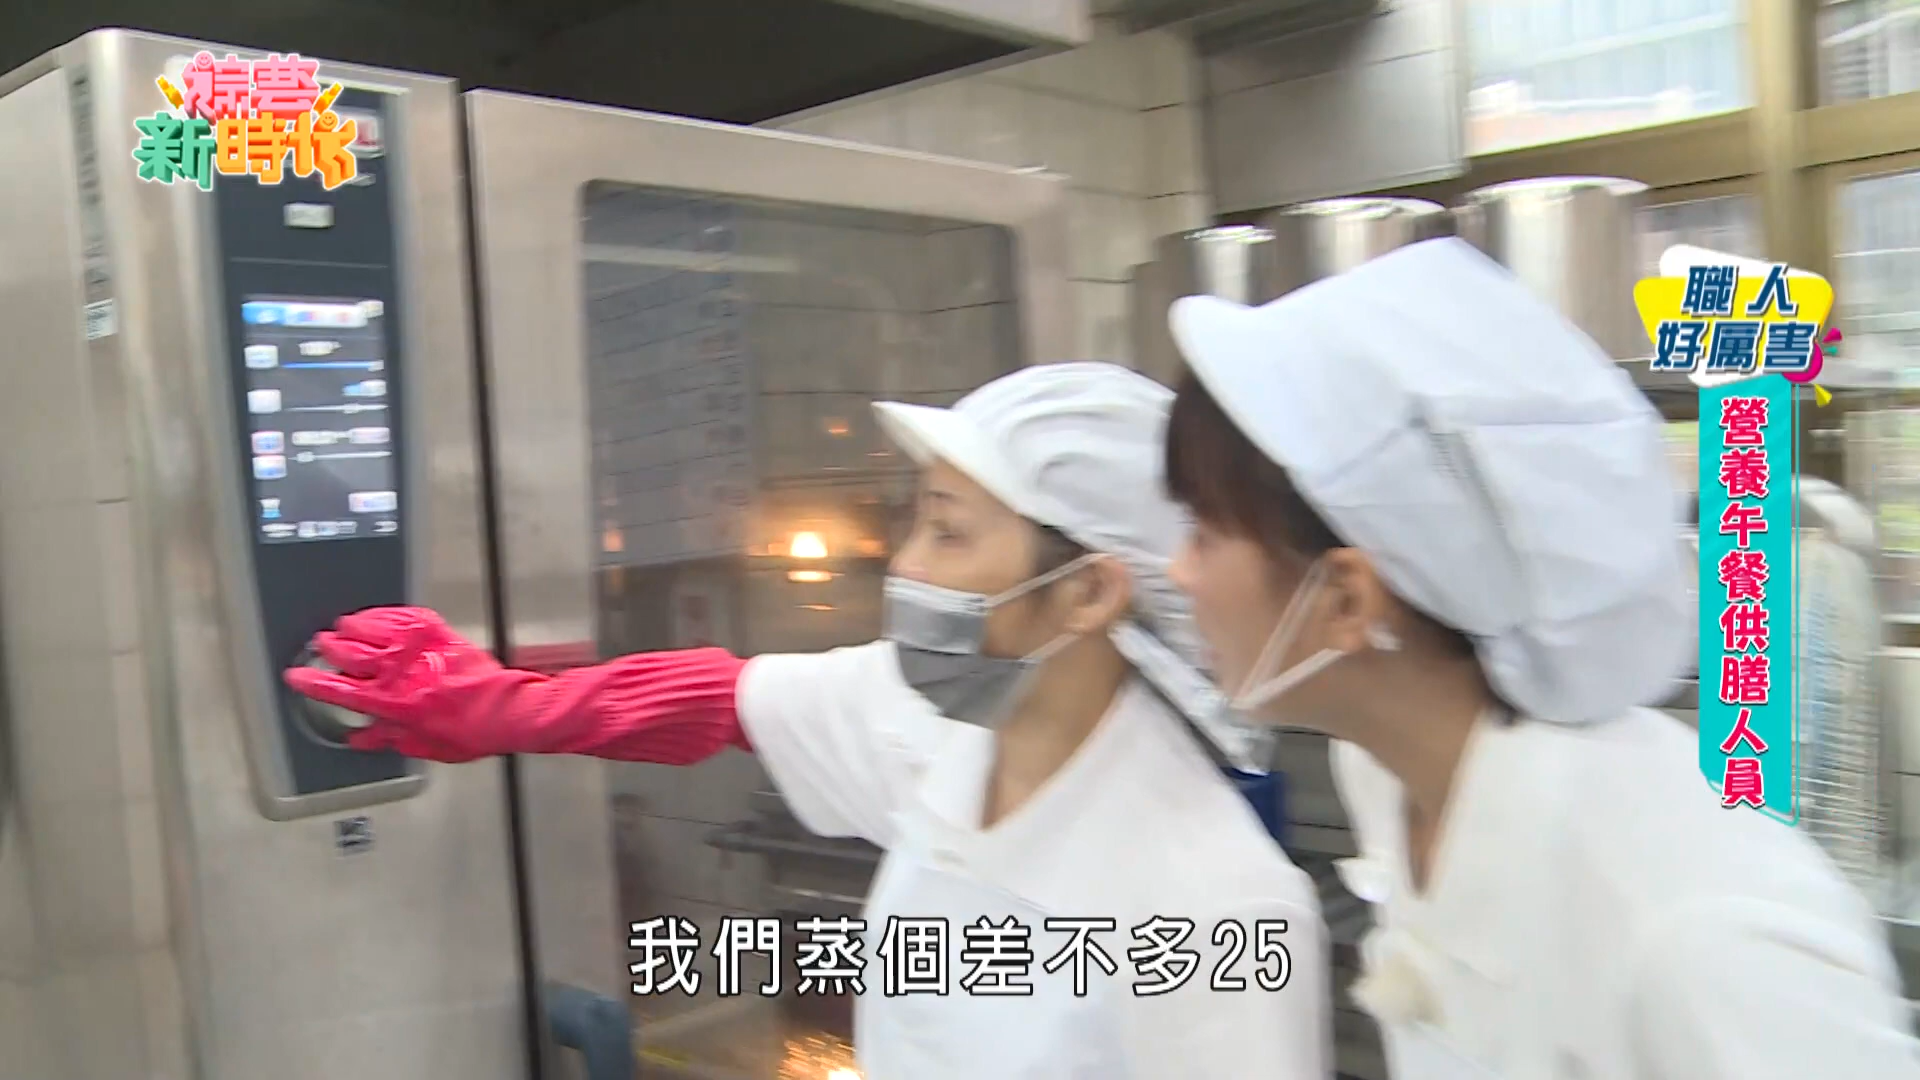 綜芸
新時代
職人
好厲害
營養午餐供膳人員
我們蒸個差不多25